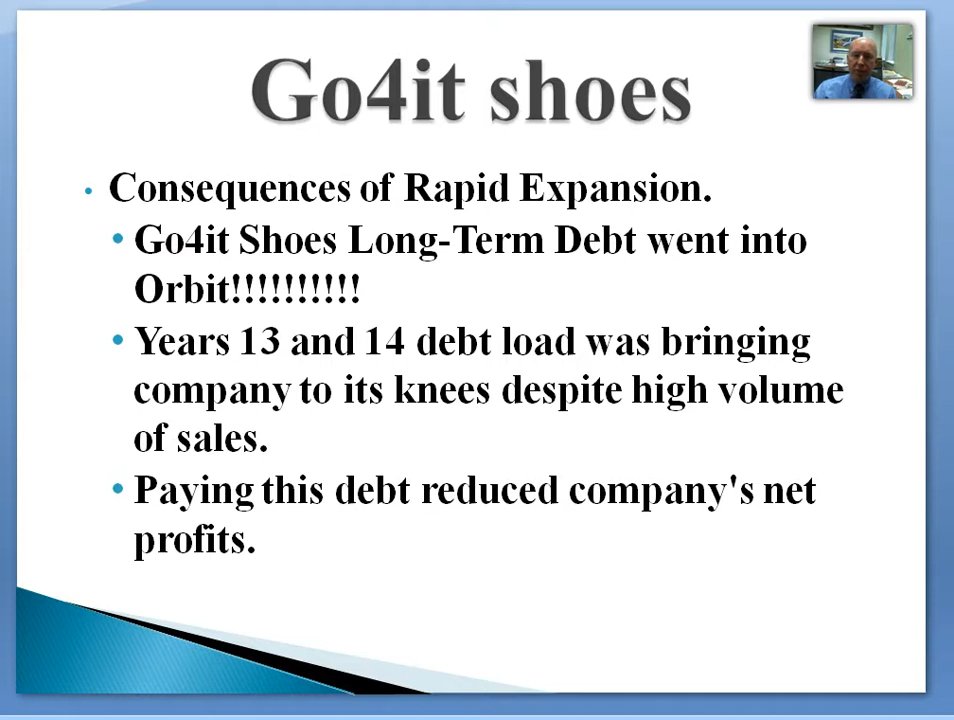 Go4it shoes
• Consequences of Rapid Expansion.
• Go4it Shoes Long-Term Debt went into
Orbit!!!!!!!!!!
• Years 13 and 14 debt load was bringing
company to its knees despite high volume
of sales.
• Paying this debt reduced company's net
profits.